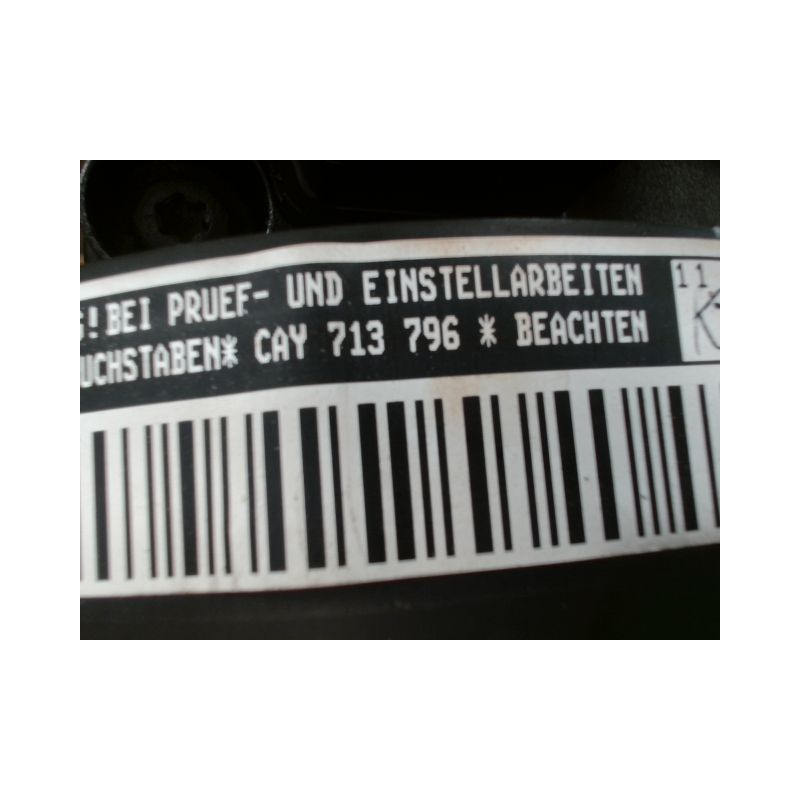 G!BEI PRUEF- UND EINSTELLARBEITEN
UCHSTABEN* CAY 713 796 * BEACHTEN
11